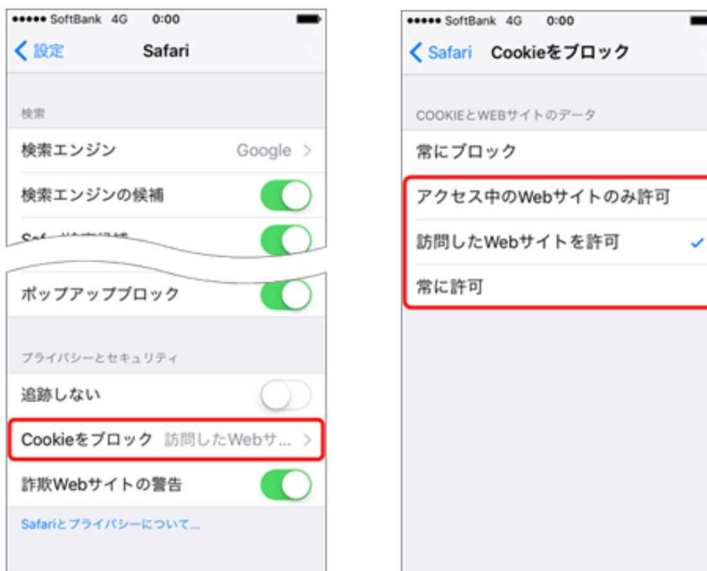 SoftBank 4G 0:00
設定 Safari
検索
検索エンジン Google
検索エンジンの候補
ポップアップブロック
プライバシーとセキュリティ
追跡しない
Cookieをブロック 訪問したWebサ...
詐欺Webサイトの警告
Safariとプライバシーについて...
SoftBank 4G 0:00
Safari Cookieをブロック
COOKIEとWEBサイトのデータ
常にブロック
アクセス中のWebサイトのみ許可
訪問したWebサイトを許可
常に許可